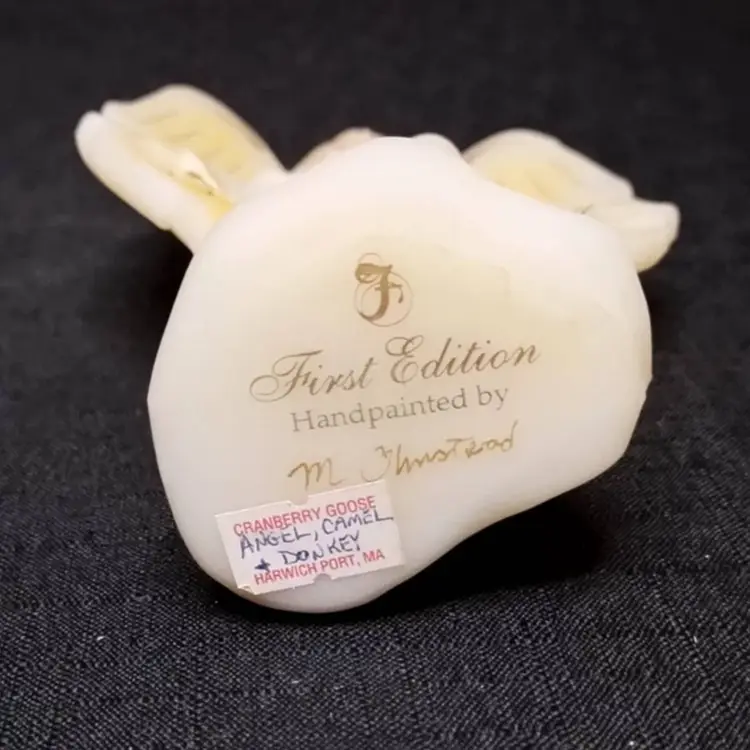 F
First Edition
Handpainted by
M
CRANBERRY GOOSE
ANGEL, CAMEL
+ DONKEY
HARWICH PORT, MA